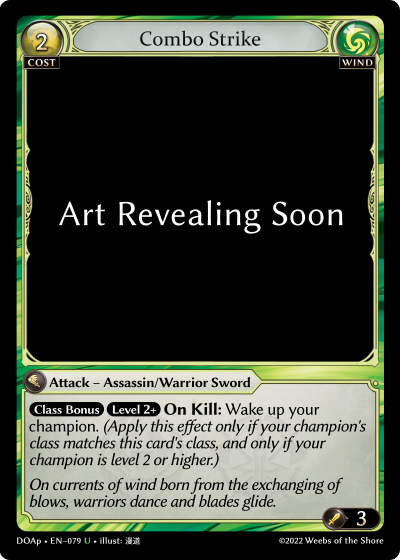 2
Combo Strike
COST
WIND
Art Revealing Soon
Attack – Assassin/Warrior Sword
Class Bonus Level 2+ On Kill: Wake up your
champion. (Apply this effect only if your champion's
class matches this card's class, and only if your
champion is level 2 or higher.)
On currents of wind born from the exchanging of
blows, warriors dance and blades glide.
3
DOAp • EN–079 U • illust: 漫道
©2022 Weebs of the Shore